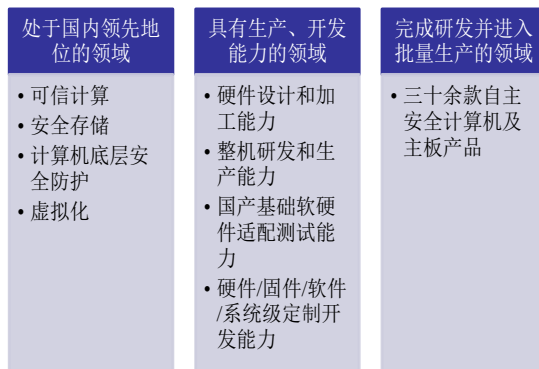 处于国内领先地
位的领域
• 可信计算
• 安全存储
• 计算机底层安
全防护
• 虚拟化
具有生产、开发
能力的领域
• 硬件设计和加
工能力
• 整机研发和生
产能力
• 国产基础软硬
件适配测试能
力
• 硬件/固件/软件
/系统级定制开
发能力
完成研发并进入
批量生产的领域
• 三十余款自主
安全计算机及
主板产品